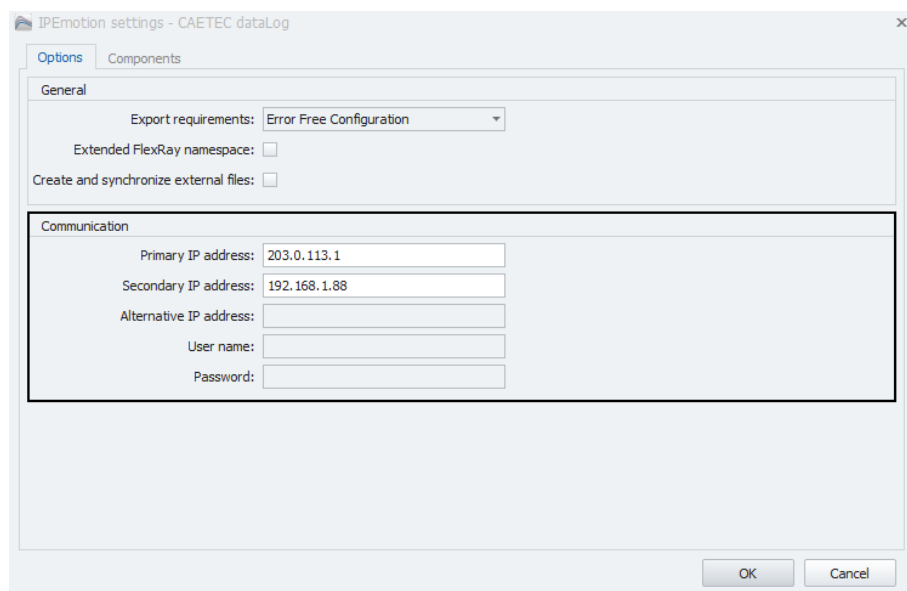 IPEmotion settings - CAETEC dataLog
Options Components
General
Export requirements: Error Free Configuration
Extended FlexRay namespace:
Create and synchronize external files:
Communication
Primary IP address: 203.0.113.1
Secondary IP address: 192.168.1.88
Alternative IP address:
User name:
Password:
OK Cancel